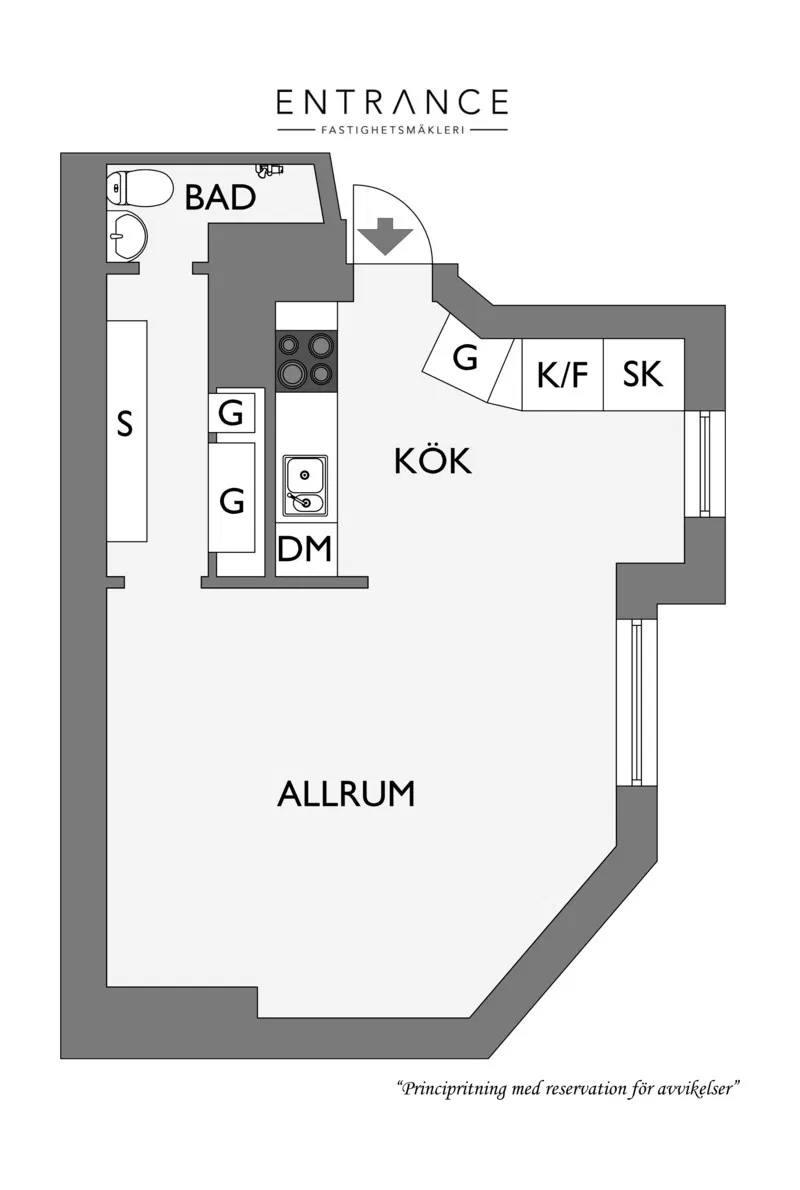 ENTRANCE
FASTIGHETSMÄKLERI
BAD
G
K/F
SK
S
G
KÖK
G
DM
ALLRUM
“Principritning med reservation för avvikelser”